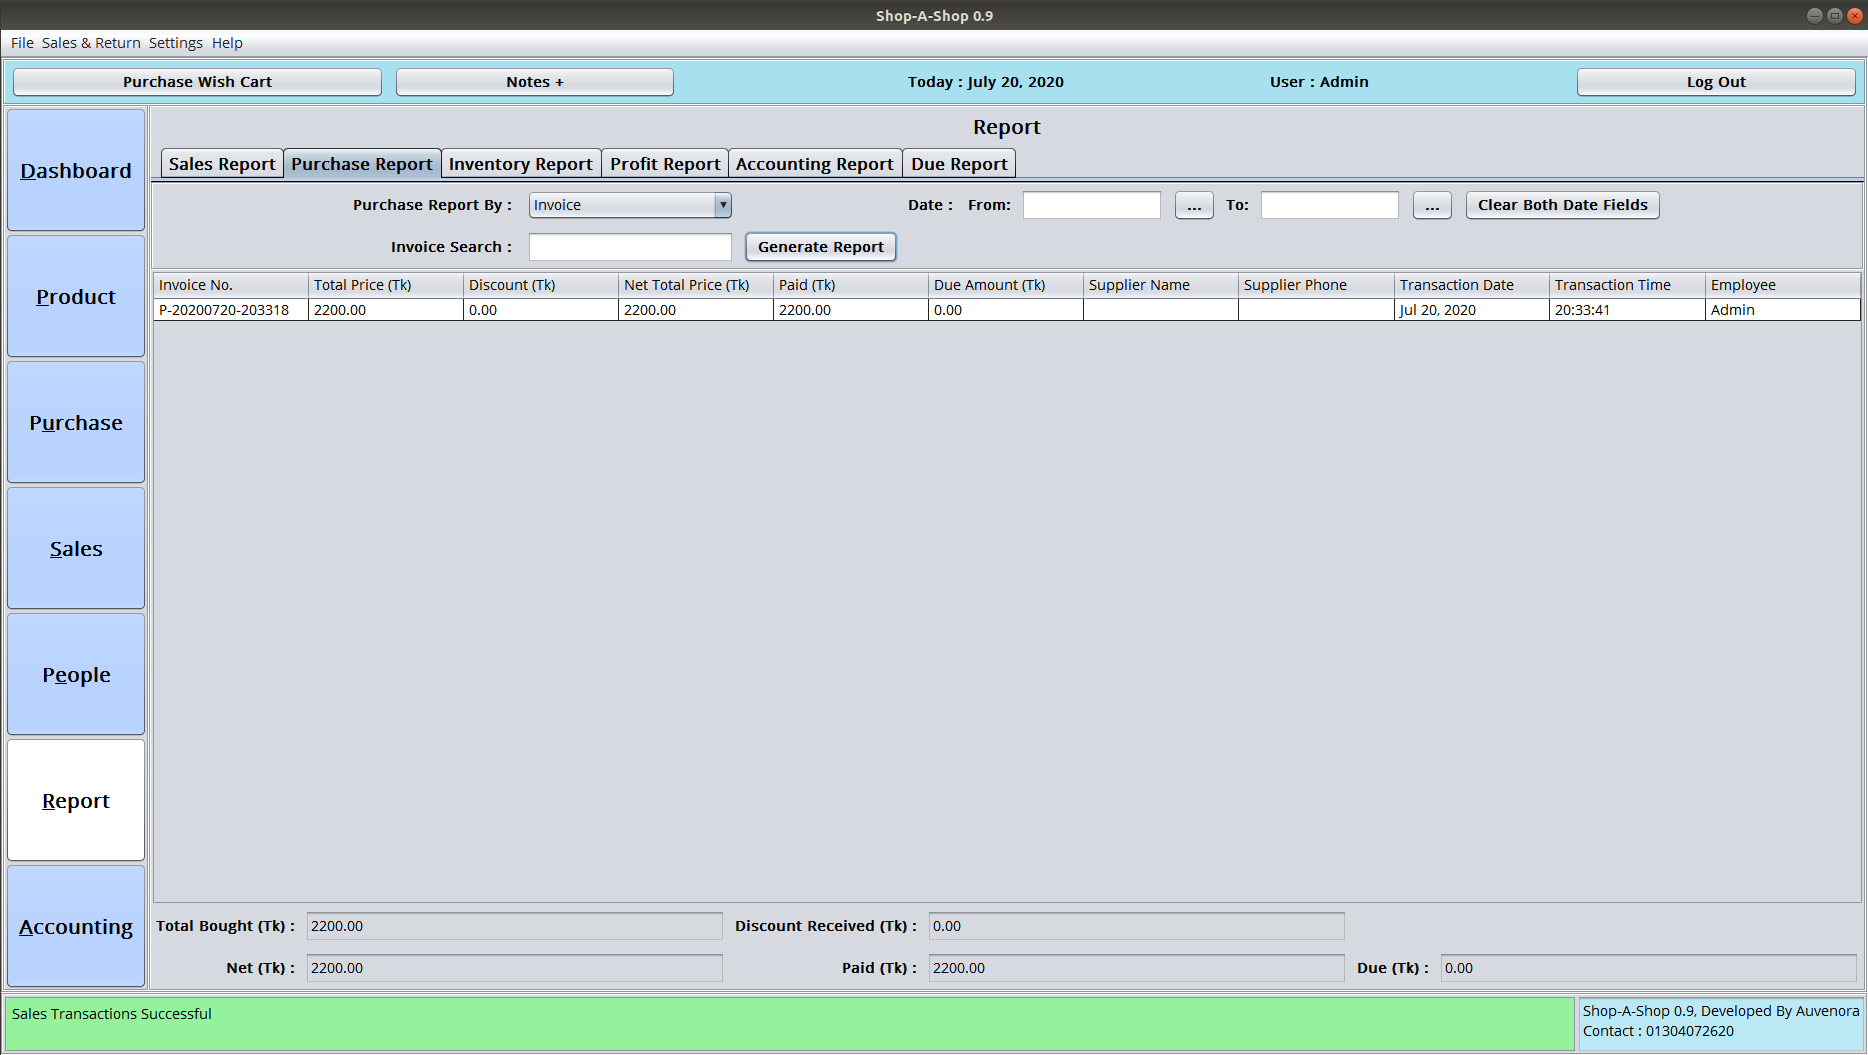 Shop-A-Shop 0.9
File Sales & Return Settings Help
Purchase Wish Cart Notes + Today : July 20, 2020 User : Admin Log Out
Report
Sales Report Purchase Report Inventory Report Profit Report Accounting Report Due Report
Purchase Report By : Invoice Date : From: ... To: ... Clear Both Date Fields
Invoice Search : Generate Report
Invoice No. Total Price (Tk) Discount (Tk) Net Total Price (Tk) Paid (Tk) Due Amount (Tk) Supplier Name Supplier Phone Transaction Date Transaction Time Employee
P-20200720-203318 2200.00 0.00 2200.00 2200.00 0.00 Jul 20, 2020 20:33:41 Admin
Dashboard
Product
Purchase
Sales
People
Report
Accounting
Total Bought (Tk) : 2200.00 Discount Received (Tk) : 0.00
Net (Tk) : 2200.00 Paid (Tk) : 2200.00 Due (Tk) : 0.00
Sales Transactions Successful
Shop-A-Shop 0.9, Developed By Auvenora
Contact : 01304072620